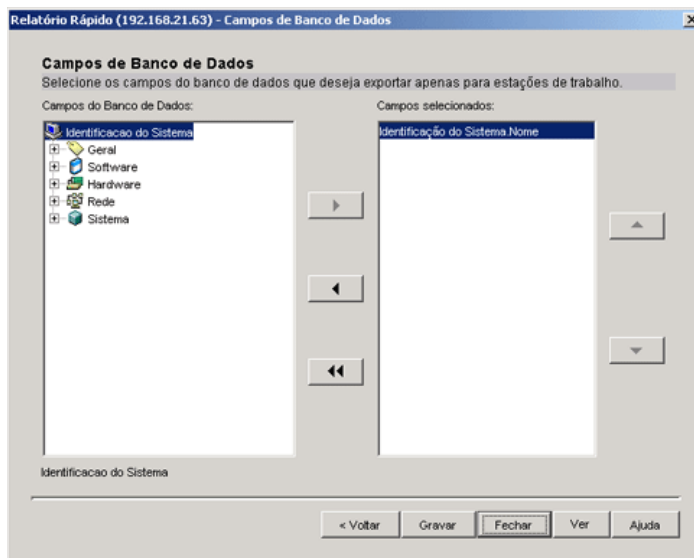 Relatório Rápido (192.168.21.63) - Campos de Banco de Dados
Campos de Banco de Dados
Selecione os campos do banco de dados que deseja exportar apenas para estações de trabalho.
Campos do Banco de Dados:
Campos selecionados:
Identificacao do Sistema
Identificação do Sistema.Nome
Geral
Software
Hardware
Rede
Sistema
Identificacao do Sistema
< Voltar
Gravar
Fechar
Ver
Ajuda